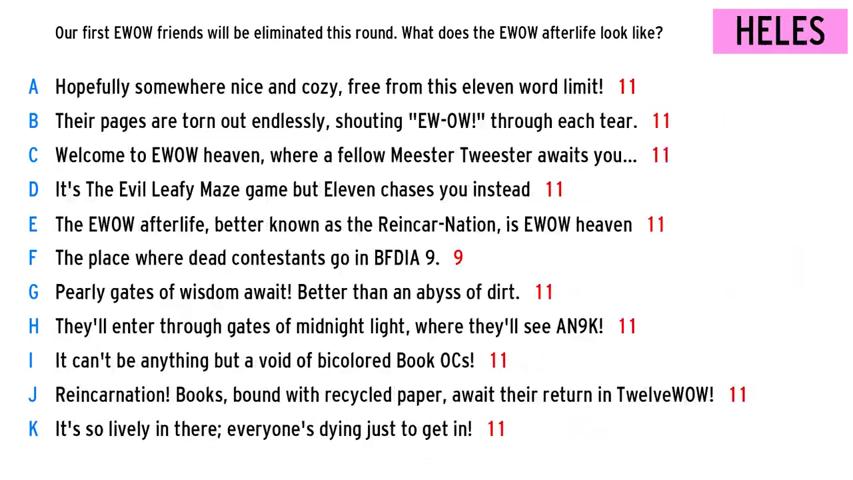 Our first EWOW friends will be eliminated this round. What does the EWOW afterlife look like?
HELES
A Hopefully somewhere nice and cozy, free from this eleven word limit! 11
B Their pages are torn out endlessly, shouting "EW-OW!" through each tear. 11
C Welcome to EWOW heaven, where a fellow Meester Tweester awaits you... 11
D It's The Evil Leafy Maze game but Eleven chases you instead 11
E The EWOW afterlife, better known as the Reincar-Nation, is EWOW heaven 11
F The place where dead contestants go in BFDIA 9. 9
G Pearly gates of wisdom await! Better than an abyss of dirt. 11
H They'll enter through gates of midnight light, where they'll see AN9K! 11
I It can't be anything but a void of bicolored Book OCs! 11
J Reincarnation! Books, bound with recycled paper, await their return in TwelveWOW! 11
K It's so lively in there; everyone's dying just to get in! 11